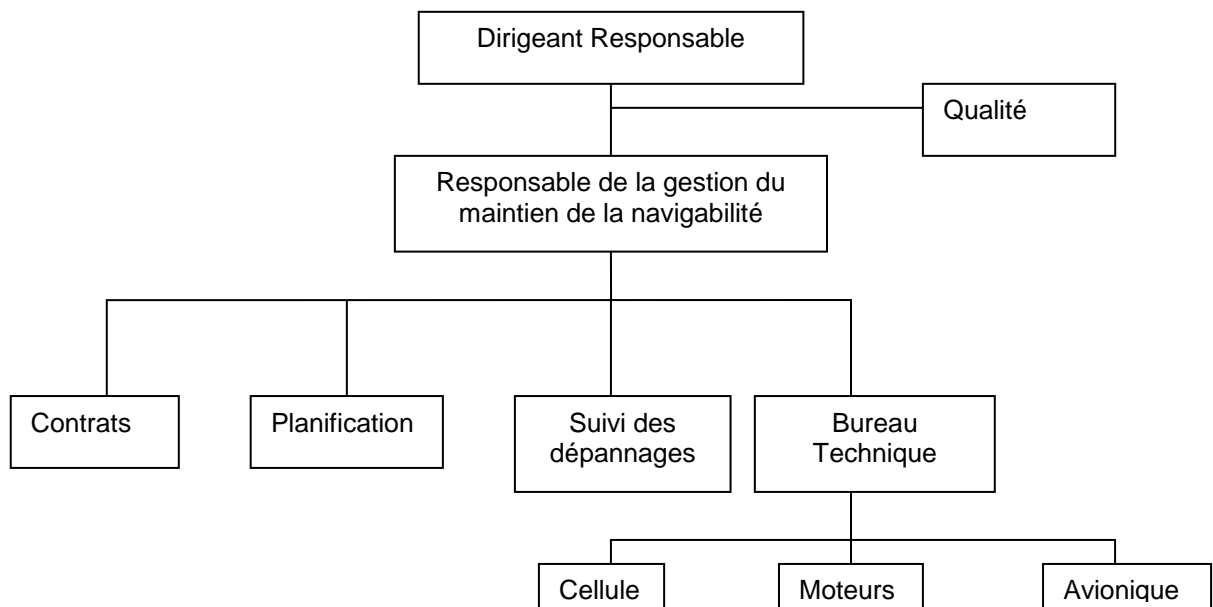 Dirigeant Responsable
Qualité
Responsable de la gestion du
maintien de la navigabilité
Contrats
Planification
Suivi des
dépannages
Bureau
Technique
Cellule
Moteurs
Avionique